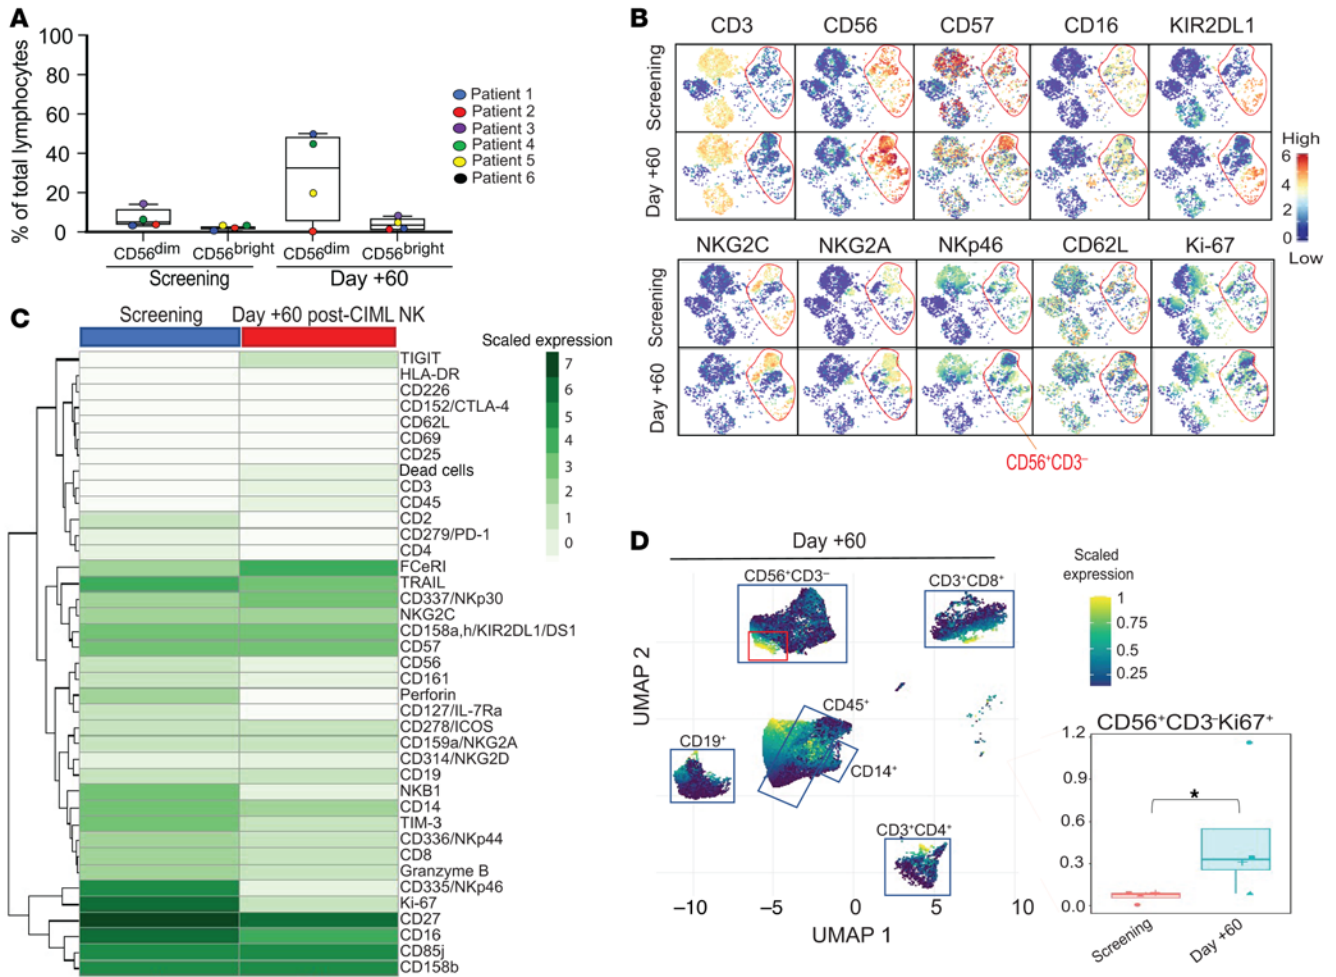 A
% of total lymphocytes
100
80
60
40
20
0
CD56dim
CD56bright
CD56dim
CD56bright
Screening
Day +60
Patient 1
Patient 2
Patient 3
Patient 4
Patient 5
Patient 6
B
CD3
CD56
CD57
CD16
KIR2DL1
Screening
Day +60
High
6
4
2
0
Low
NKG2C
NKG2A
NKp46
CD62L
Ki-67
Screening
Day +60
CD56+CD3–
C
Screening
Day +60 post-CIML NK
Scaled expression
7
6
5
4
3
2
1
0
TIGIT
HLA-DR
CD226
CD152/CTLA-4
CD62L
CD69
CD25
Dead cells
CD3
CD45
CD2
CD279/PD-1
CD4
FCeRI
TRAIL
CD337/NKp30
NKG2C
CD158a,h/KIR2DL1/DS1
CD57
CD56
CD161
Perforin
CD127/IL-7Ra
CD278/ICOS
CD159a/NKG2A
CD314/NKG2D
CD19
NKB1
CD14
TIM-3
CD336/NKp44
CD8
Granzyme B
CD335/NKp46
Ki-67
CD27
CD16
CD85j
CD158b
D
Day +60
CD56+CD3–
CD3+CD8+
CD45+
CD19+
CD14+
CD3+CD4+
UMAP 2
−10
−5
0
5
10
UMAP 1
Scaled
expression
1
0.75
0.5
0.25
CD56+CD3–Ki67+
1.2
0.9
0.6
0.3
0.0
*
Screening
Day +60